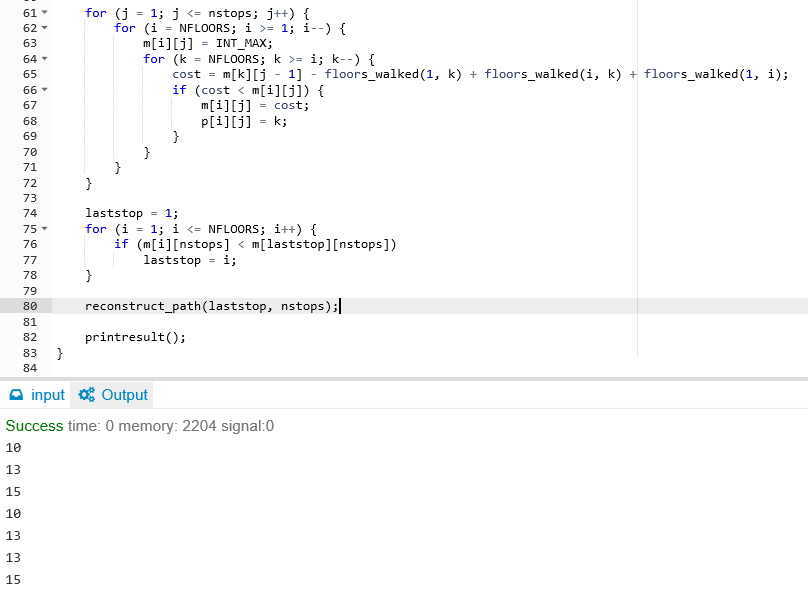 61 for (j = 1; j <= nstops; j++) {
62 for (i = NFLOORS; i >= 1; i--) {
63 m[i][j] = INT_MAX;
64 for (k = NFLOORS; k >= i; k--) {
65 cost = m[k][j - 1] - floors_walked(1, k) + floors_walked(i, k) + floors_walked(1, i);
66 if (cost < m[i][j]) {
67 m[i][j] = cost;
68 p[i][j] = k;
69 }
70 }
71 }
72 }
73
74 laststop = 1;
75 for (i = 1; i <= NFLOORS; i++) {
76 if (m[i][nstops] < m[laststop][nstops])
77 laststop = i;
78 }
79
80 reconstruct_path(laststop, nstops);
81
82 printresult();
83 }
84
input Output
Success time: 0 memory: 2204 signal:0
10
13
15
10
13
13
15